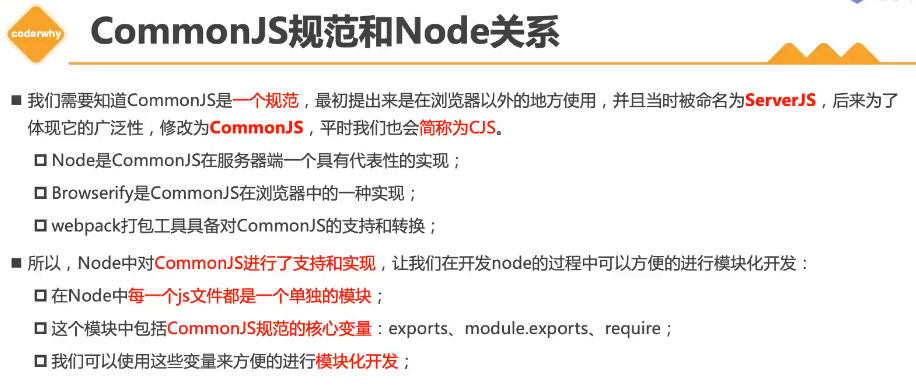 coderwhy
CommonJS规范和Node关系
我们需要知道CommonJS是一个规范，最初提出来是在浏览器以外的地方使用，并且当时被命名为ServerJS，后来为了
体现它的广泛性，修改为CommonJS，平时我们也会简称为CJS。
Node是CommonJS在服务器端一个具有代表性的实现；
Browserify是CommonJS在浏览器中的一种实现；
webpack打包工具具备对CommonJS的支持和转换；
所以，Node中对CommonJS进行了支持和实现，让我们在开发node的过程中可以方便的进行模块化开发：
在Node中每一个js文件都是一个单独的模块；
这个模块中包括CommonJS规范的核心变量：exports、module.exports、require；
我们可以使用这些变量来方便的进行模块化开发；